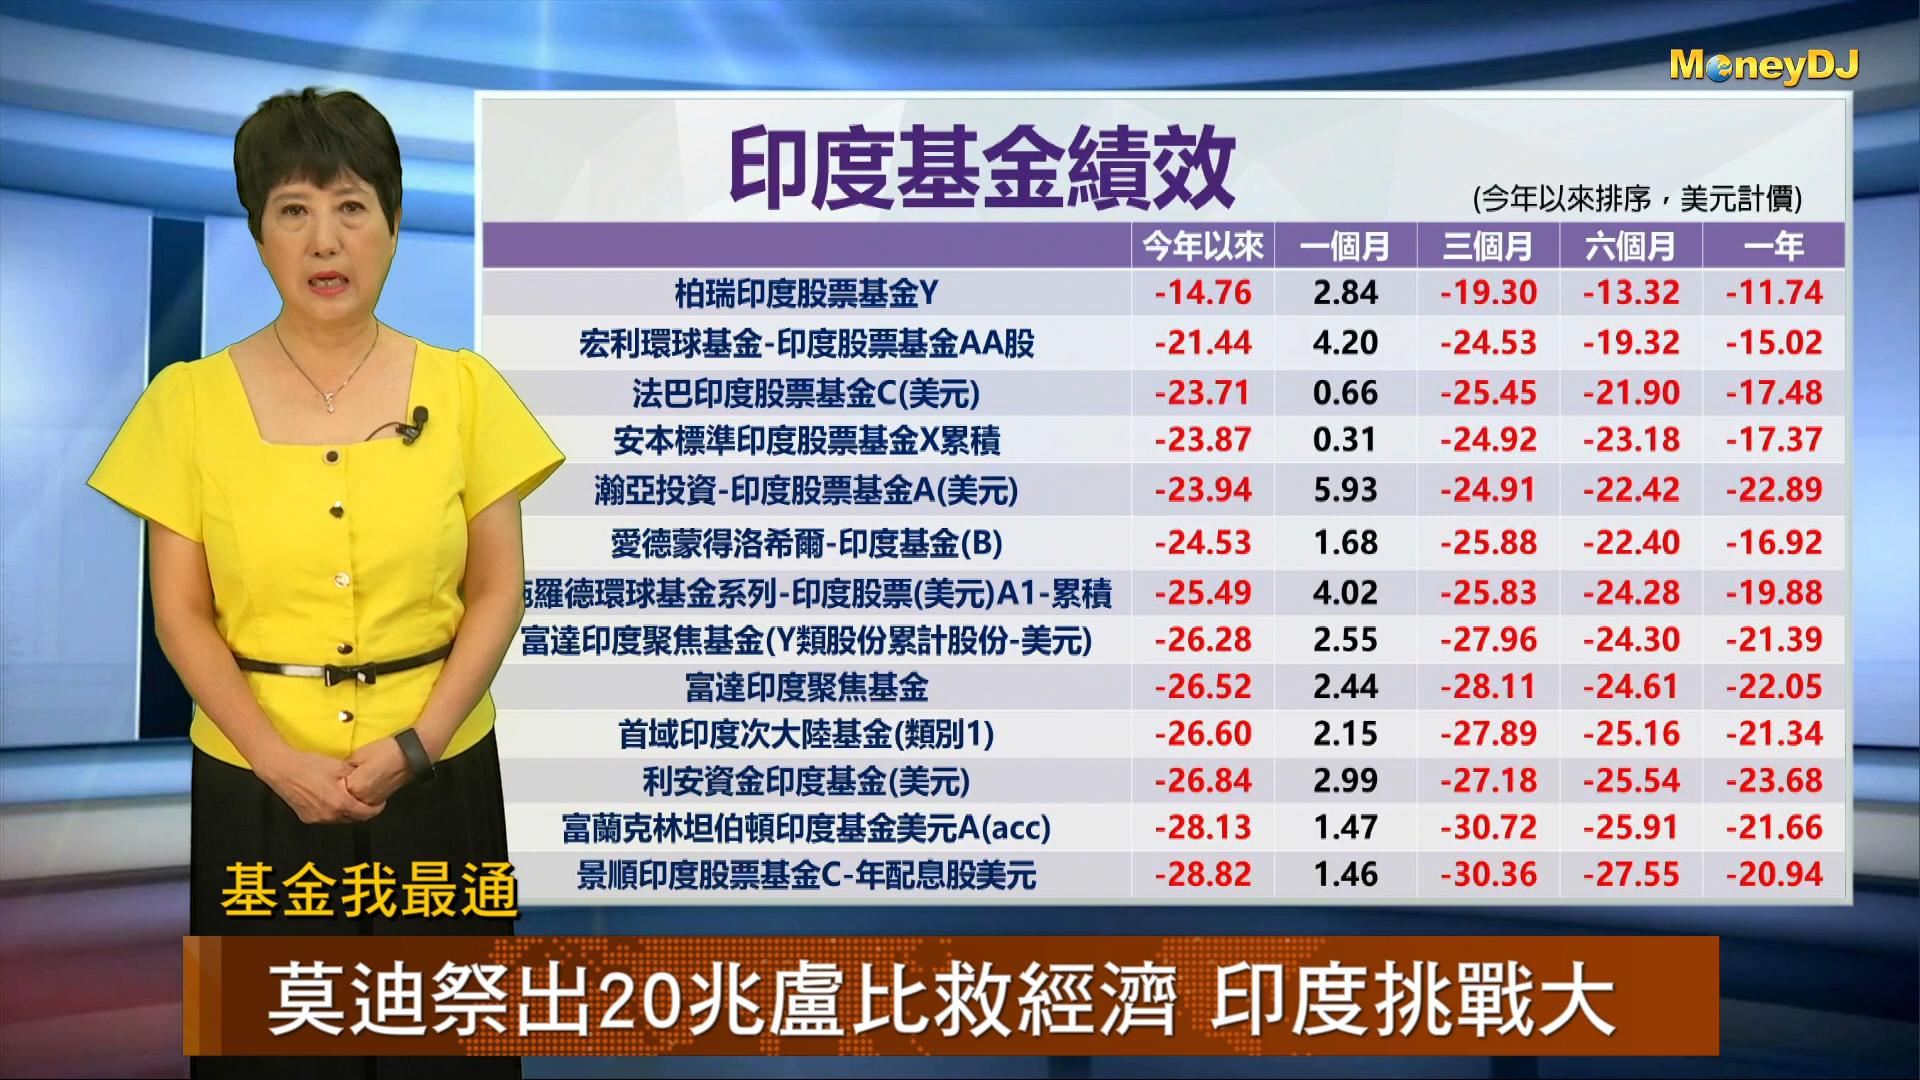 MoneyDJ
印度基金績效
(今年以來排序，美元計價)
今年以來 一個月 三個月 六個月 一年
柏瑞印度股票基金Y -14.76 2.84 -19.30 -13.32 -11.74
宏利環球基金-印度股票基金AA股 -21.44 4.20 -24.53 -19.32 -15.02
法巴印度股票基金C(美元) -23.71 0.66 -25.45 -21.90 -17.48
安本標準印度股票基金X累積 -23.87 0.31 -24.92 -23.18 -17.37
瀚亞投資-印度股票基金A(美元) -23.94 5.93 -24.91 -22.42 -22.89
愛德蒙得洛希爾-印度基金(B) -24.53 1.68 -25.88 -22.40 -16.92
羅德環球基金系列-印度股票(美元)A1-累積 -25.49 4.02 -25.83 -24.28 -19.88
富達印度聚焦基金(Y類股份累計股份-美元) -26.28 2.55 -27.96 -24.30 -21.39
富達印度聚焦基金 -26.52 2.44 -28.11 -24.61 -22.05
首域印度次大陸基金(類別1) -26.60 2.15 -27.89 -25.16 -21.34
利安資金印度基金(美元) -26.84 2.99 -27.18 -25.54 -23.68
富蘭克林坦伯頓印度基金美元A(acc) -28.13 1.47 -30.72 -25.91 -21.66
景順印度股票基金C-年配息股美元 -28.82 1.46 -30.36 -27.55 -20.94
基金我最通
莫迪祭出20兆盧比救經濟 印度挑戰大